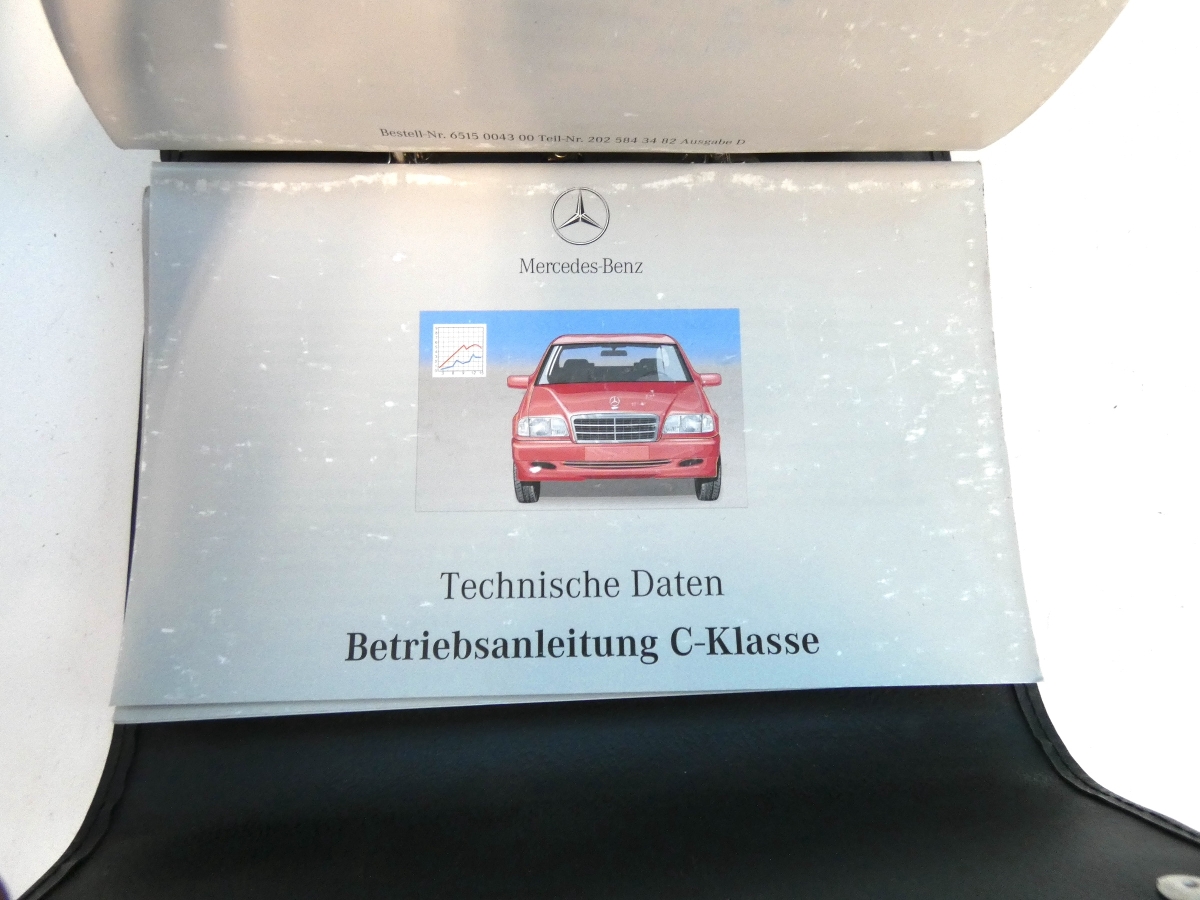 Bestell-Nr. 6515 0043 00 Teil-Nr. 202 584 34 82 Ausgabe D
Mercedes-Benz
Technische Daten
Betriebsanleitung C-Klasse